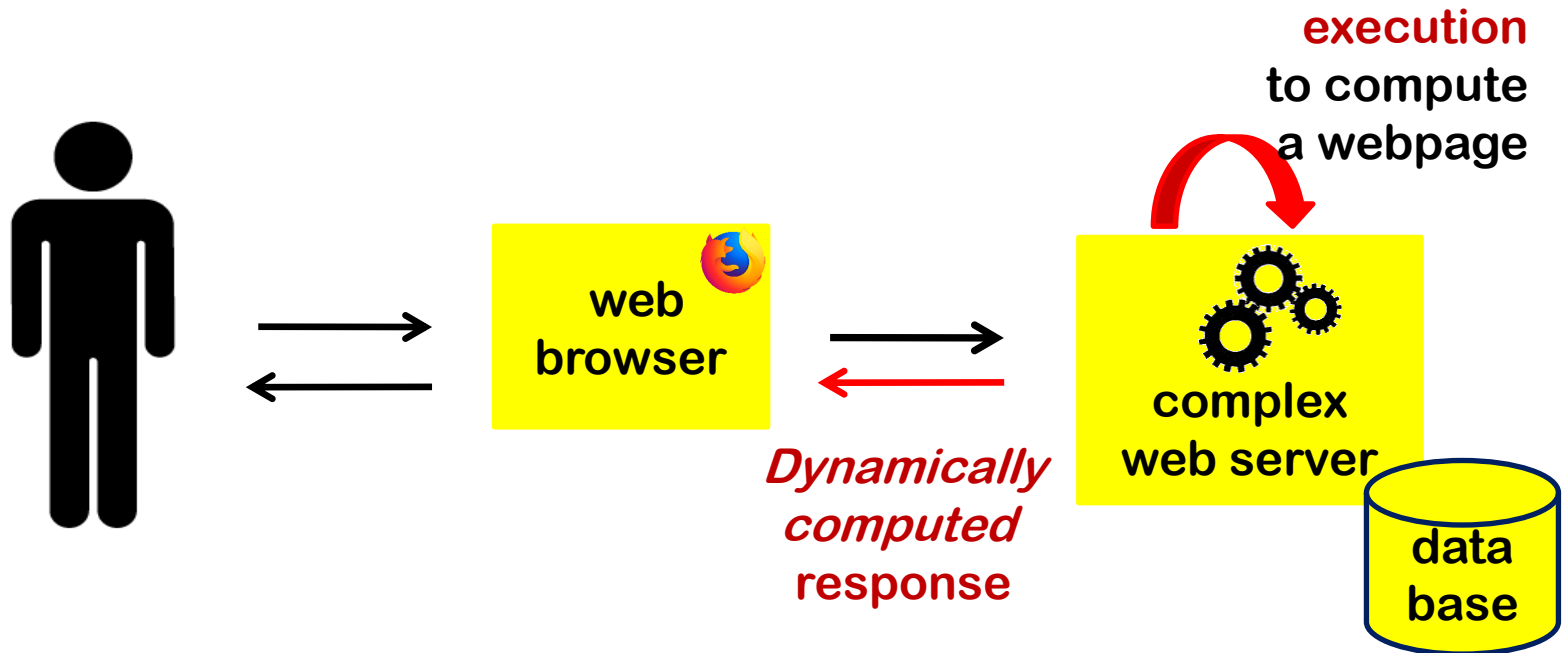 execution
to compute
a webpage
web
browser
complex
web server
Dynamically
computed
response
data
base